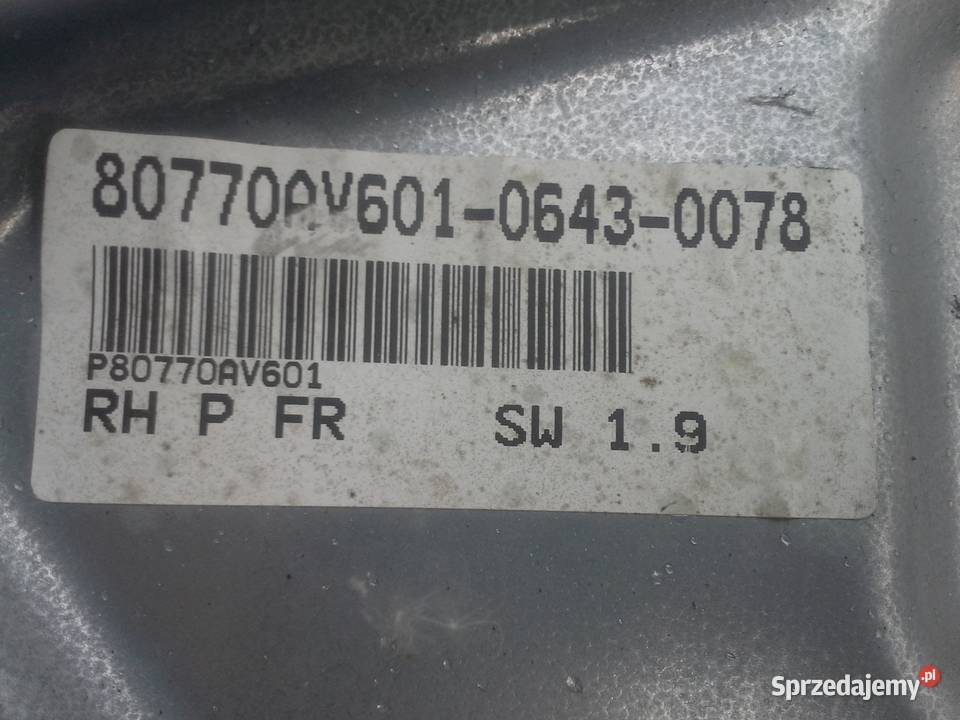 80770AV601-0643-0078
P80770AV601
RH P FR SW 1.9
Sprzedajemy.pl